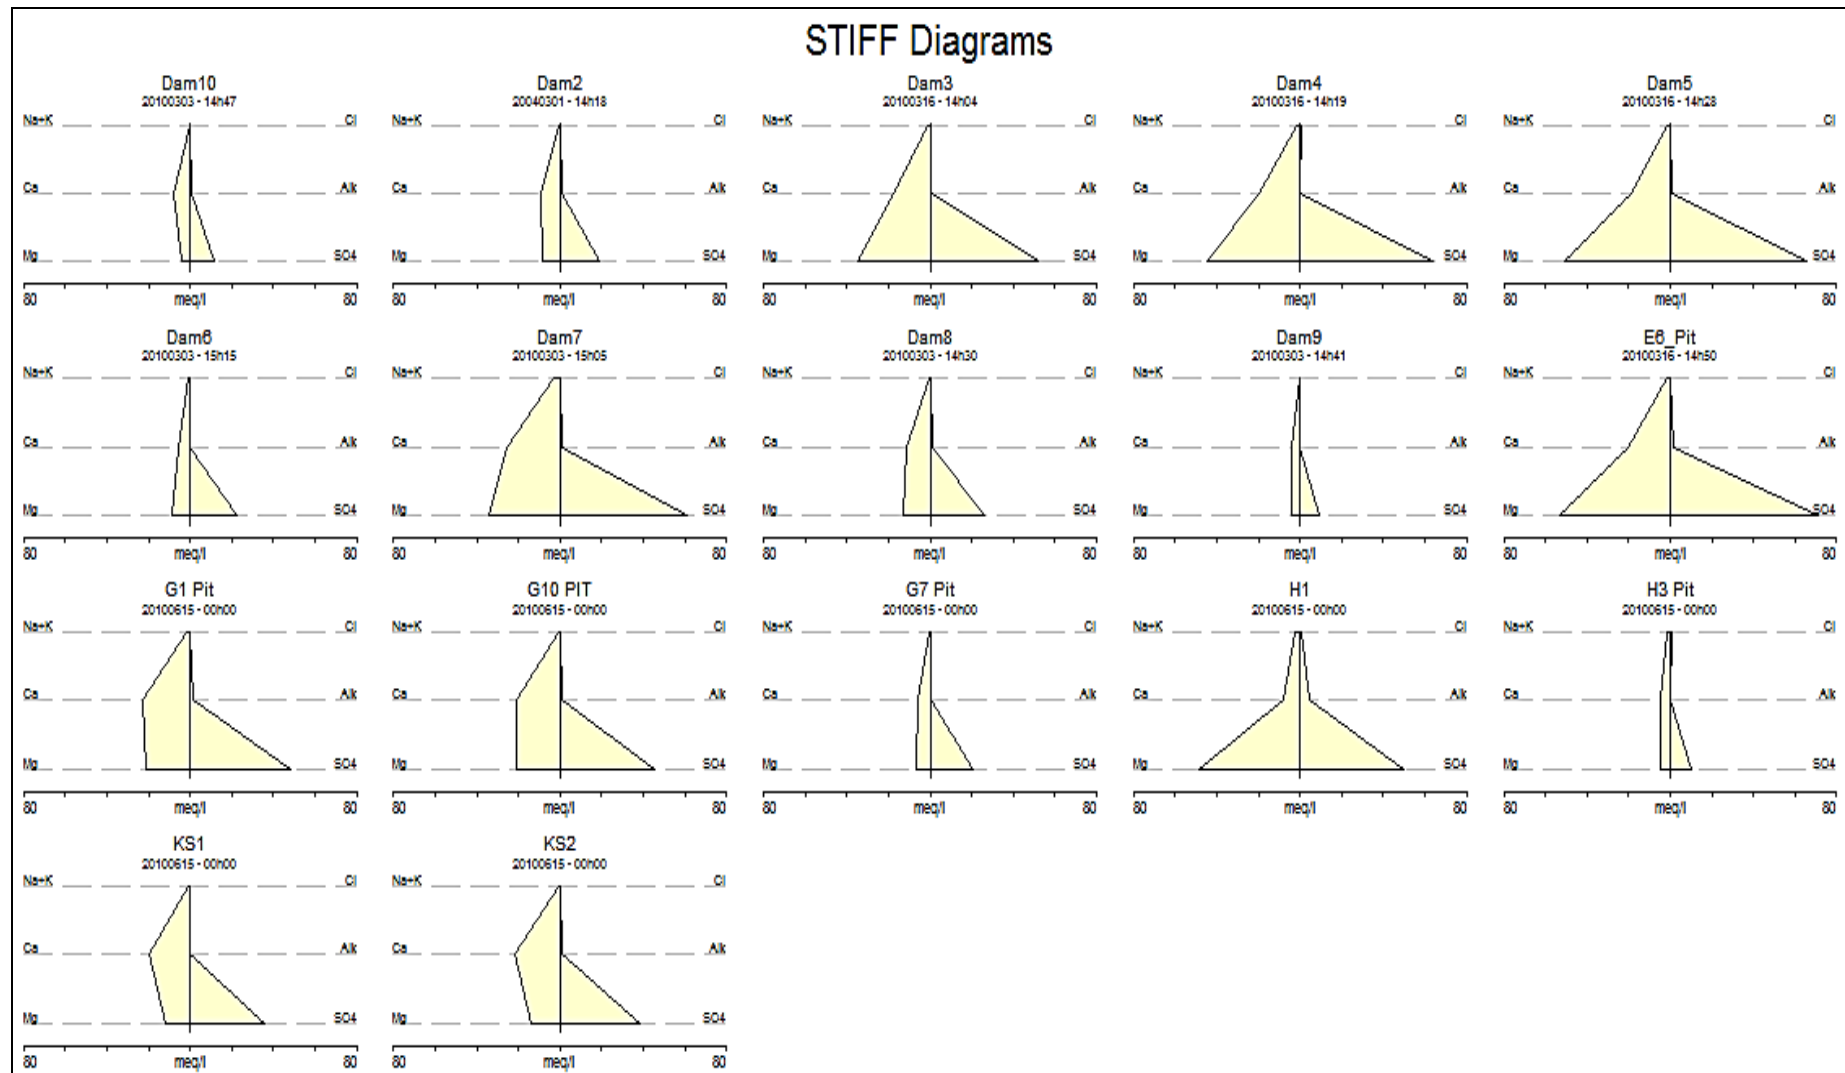 STIFF Diagrams
Dam10 Dam2 Dam3 Dam4 Dam5
20100303 - 14h47 20040301 - 14h18 20100316 - 14h04 20100316 - 14h19 20100316 - 14h28
Na+K Cl Na+K Cl Na+K Cl Na+K Cl Na+K Cl
Ca Alk Ca Alk Ca Alk Ca Alk Ca Alk
Mg SO4 Mg SO4 Mg SO4 Mg SO4 Mg SO4
80 meq/l 80 80 meq/l 80 80 meq/l 80 80 meq/l 80 80 meq/l 80
Dam6 Dam7 Dam8 Dam9 E6_Pit
20100303 - 15h15 20100303 - 15h05 20100303 - 14h30 20100303 - 14h41 20100316 - 14h50
Na+K Cl Na+K Cl Na+K Cl Na+K Cl Na+K Cl
Ca Alk Ca Alk Ca Alk Ca Alk Ca Alk
Mg SO4 Mg SO4 Mg SO4 Mg SO4 Mg SO4
80 meq/l 80 80 meq/l 80 80 meq/l 80 80 meq/l 80 80 meq/l 80
G1 Pit G10 PIT G7 Pit H1 H3 Pit
20100615 - 00h00 20100615 - 00h00 20100615 - 00h00 20100615 - 00h00 20100615 - 00h00
Na+K Cl Na+K Cl Na+K Cl Na+K Cl Na+K Cl
Ca Alk Ca Alk Ca Alk Ca Alk Ca Alk
Mg SO4 Mg SO4 Mg SO4 Mg SO4 Mg SO4
80 meq/l 80 80 meq/l 80 80 meq/l 80 80 meq/l 80 80 meq/l 80
KS1 KS2
20100615 - 00h00 20100615 - 00h00
Na+K Cl Na+K Cl
Ca Alk Ca Alk
Mg SO4 Mg SO4
80 meq/l 80 80 meq/l 80